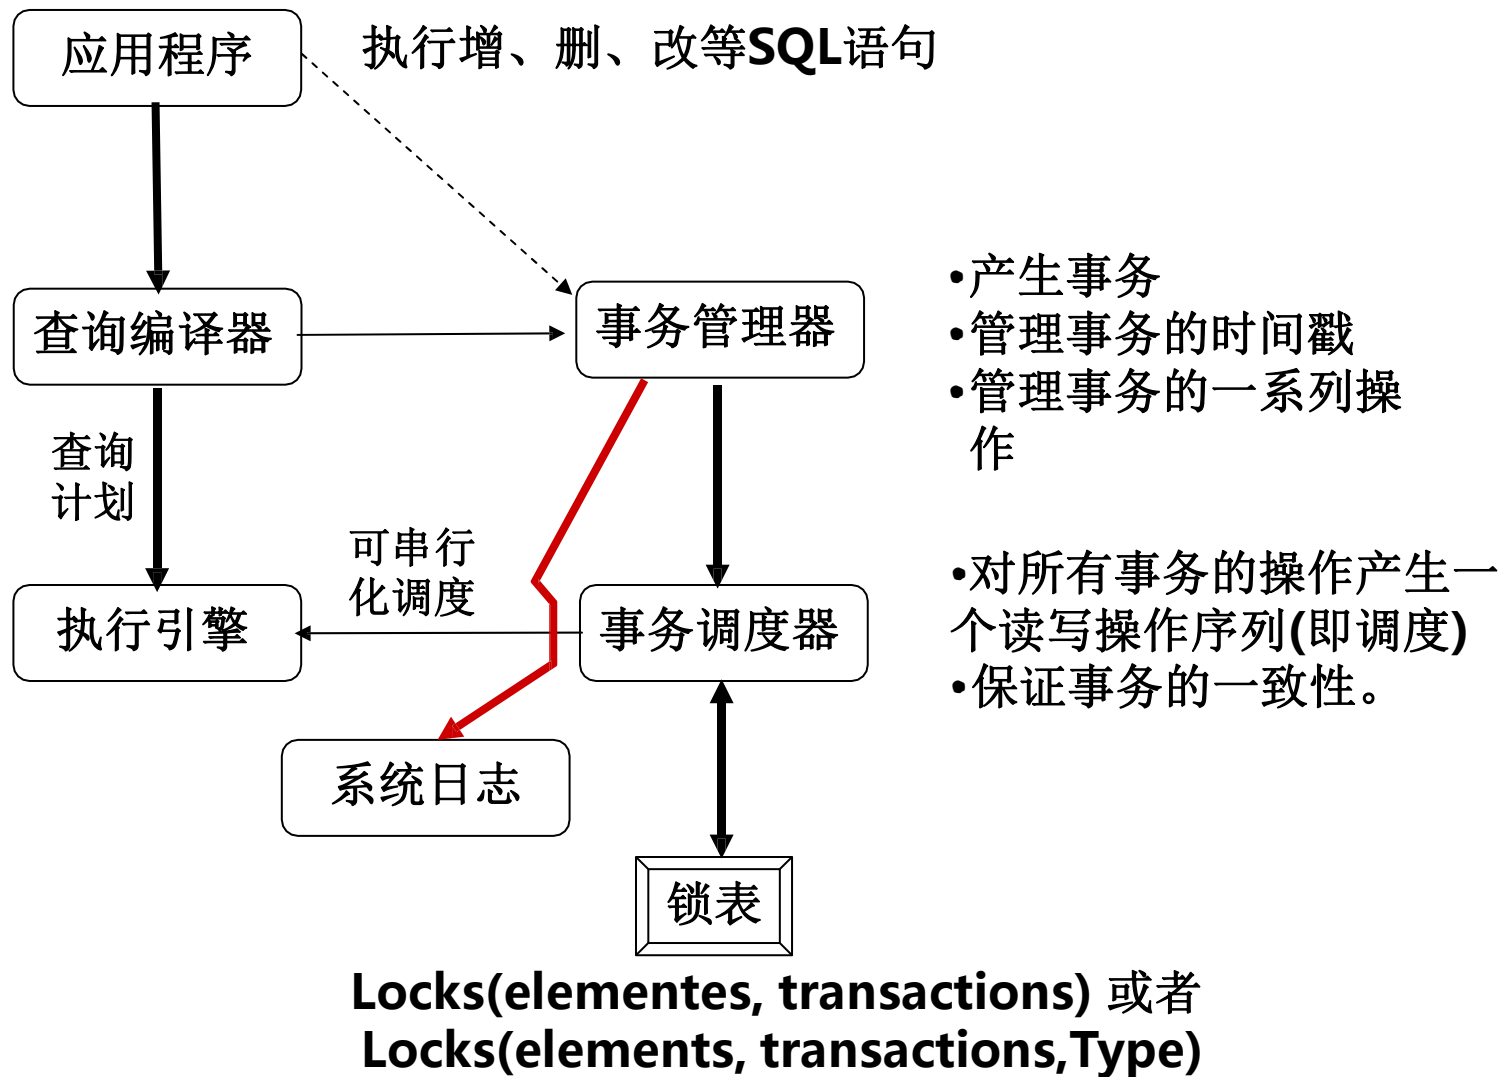 应用程序
执行增、删、改等SQL语句
查询编译器
事务管理器
•产生事务
•管理事务的时间戳
•管理事务的一系列操
作
查询
计划
可串行
化调度
执行引擎
事务调度器
•对所有事务的操作产生一
个读写操作序列(即调度)
•保证事务的一致性。
系统日志
锁表
Locks(elementes, transactions) 或者
Locks(elements, transactions,Type)